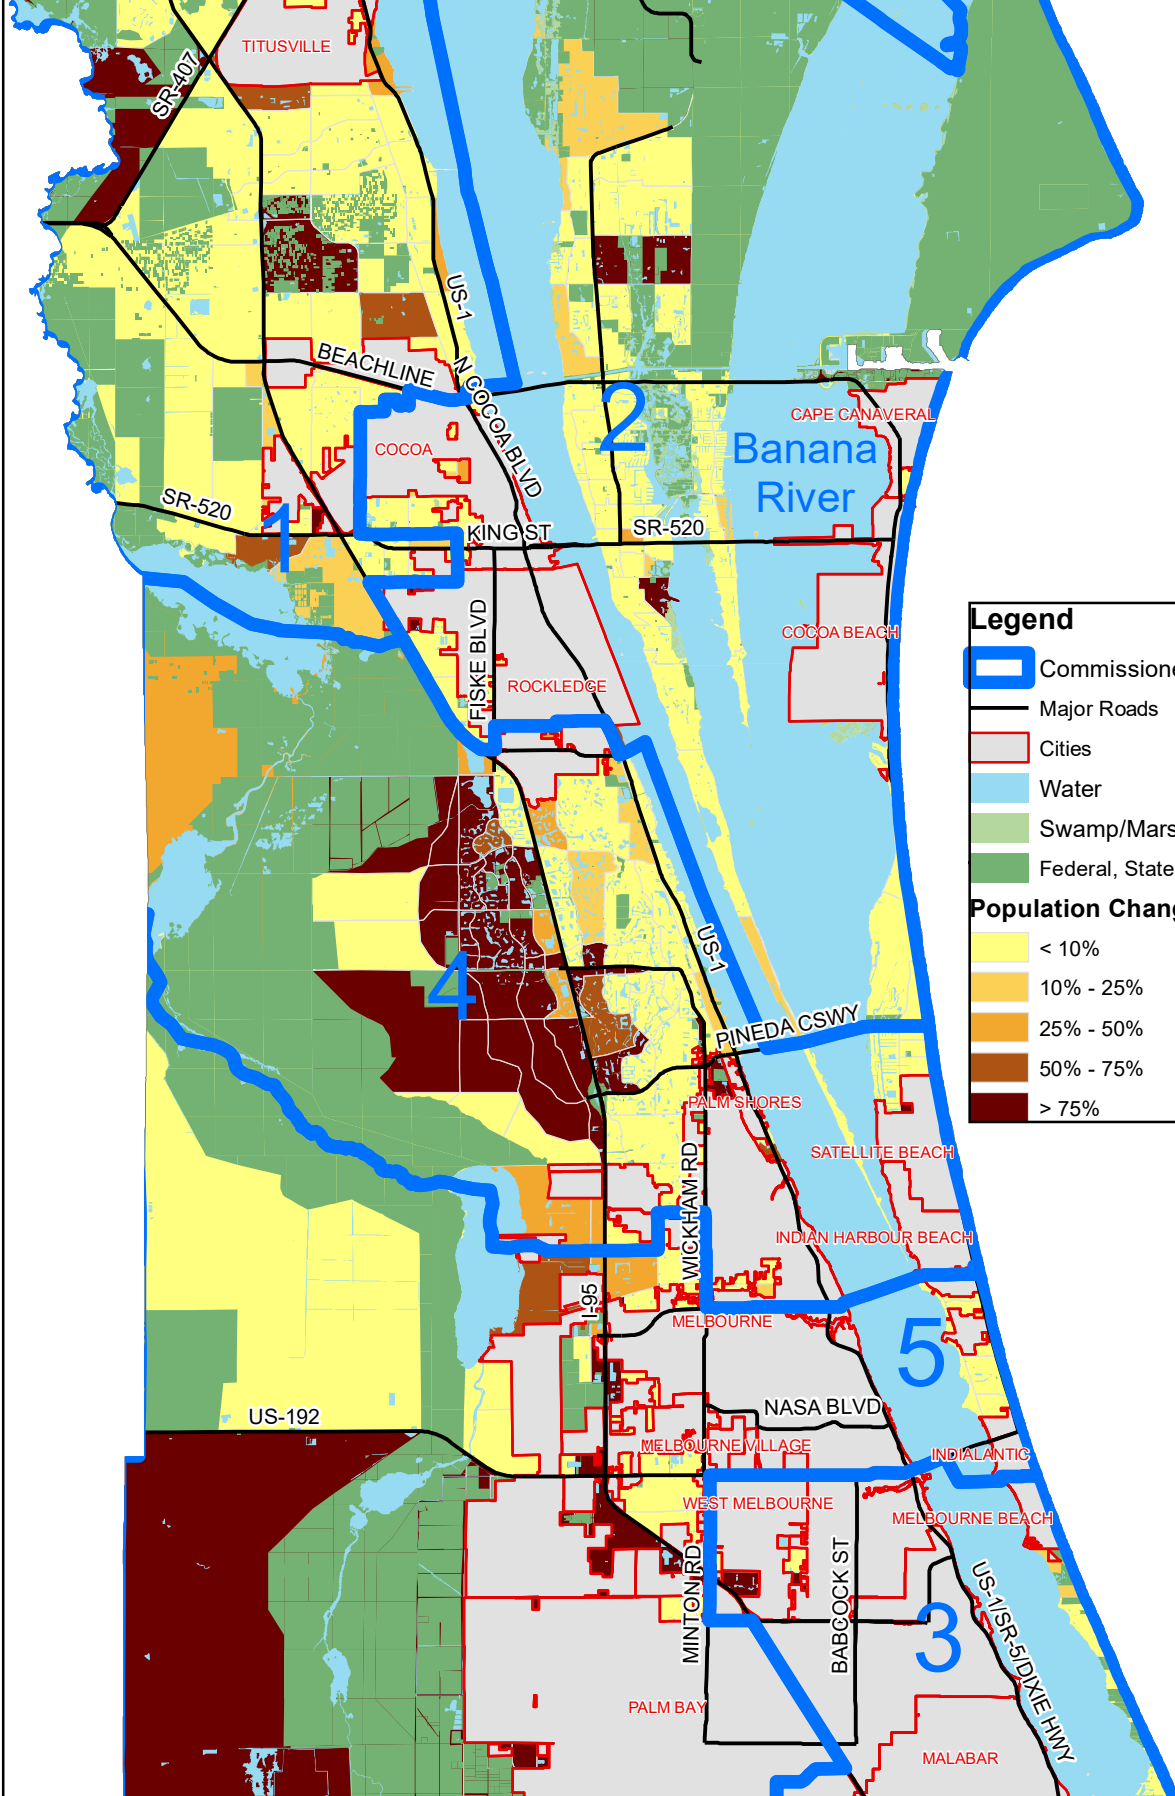 TITUSVILLE
SR-407
US-1
BEACHLINE
N COCOA BLVD
2
CAPE CANAVERAL
COCOA
Banana
River
SR-520
1
KING ST
SR-520
FISKE BLVD
COCOA BEACH
ROCKLEDGE
Legend
Commissione
Major Roads
Cities
Water
Swamp/Mars
Federal, State
Population Chang
< 10%
10% - 25%
25% - 50%
50% - 75%
> 75%
US-1
4
PINEDA CSWY
PALM SHORES
WICKHAM RD
SATELLITE BEACH
INDIAN HARBOUR BEACH
I-95
MELBOURNE
5
NASA BLVD
US-192
MELBOURNE VILLAGE
INDIALANTIC
WEST MELBOURNE
MELBOURNE BEACH
MINTON RD
BABCOCK ST
US-1/SR-5/DIXIE HWY
3
PALM BAY
MALABAR